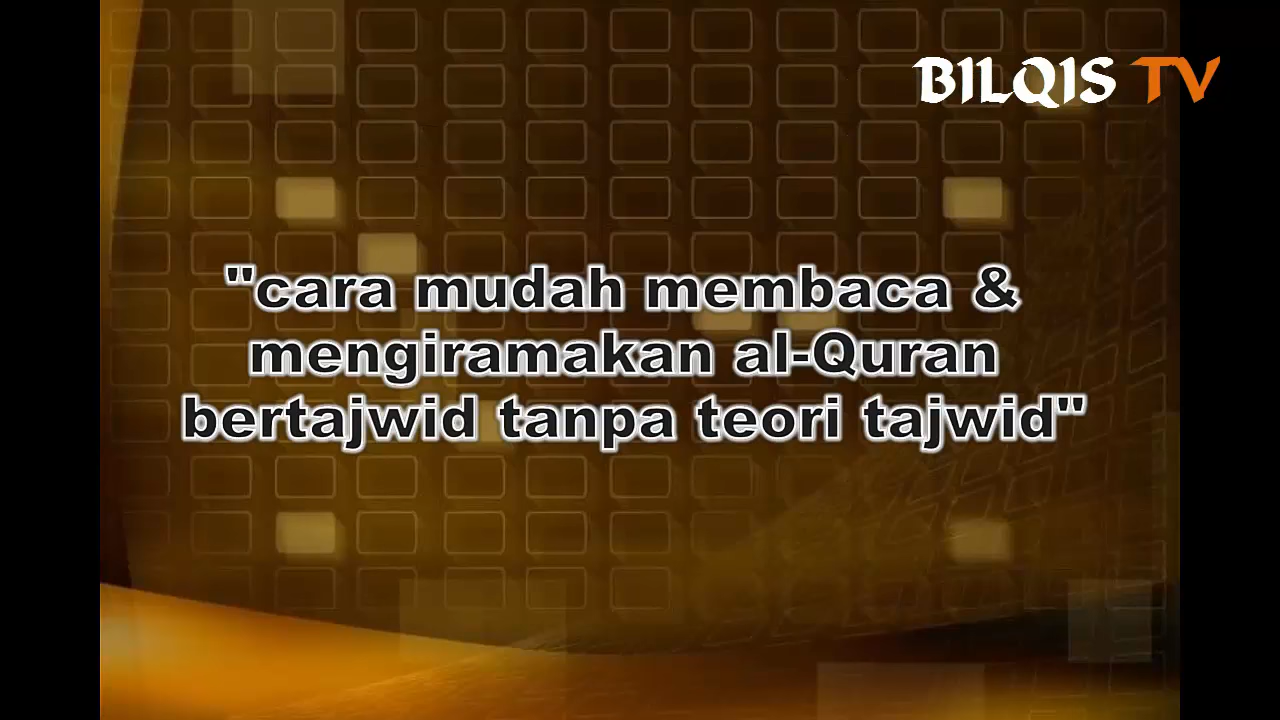 BILQIS TV
"cara mudah membaca &
mengiramakan al-Quran
bertajwid tanpa teori tajwid"